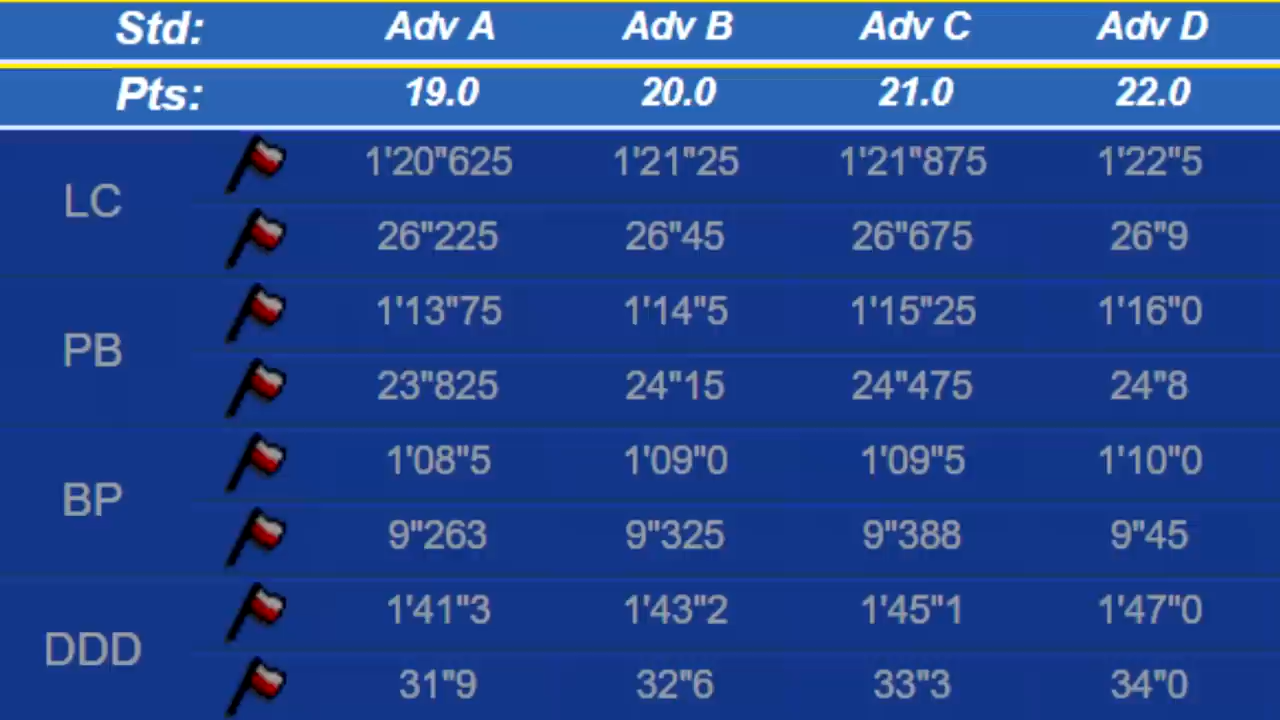 Std: Adv A Adv B Adv C Adv D
Pts: 19.0 20.0 21.0 22.0
LC
1'20"625 1'21"25 1'21"875 1'22"5
26"225 26"45 26"675 26"9
PB
1'13"75 1'14"5 1'15"25 1'16"0
23"825 24"15 24"475 24"8
BP
1'08"5 1'09"0 1'09"5 1'10"0
9"263 9"325 9"388 9"45
DDD
1'41"3 1'43"2 1'45"1 1'47"0
31"9 32"6 33"3 34"0